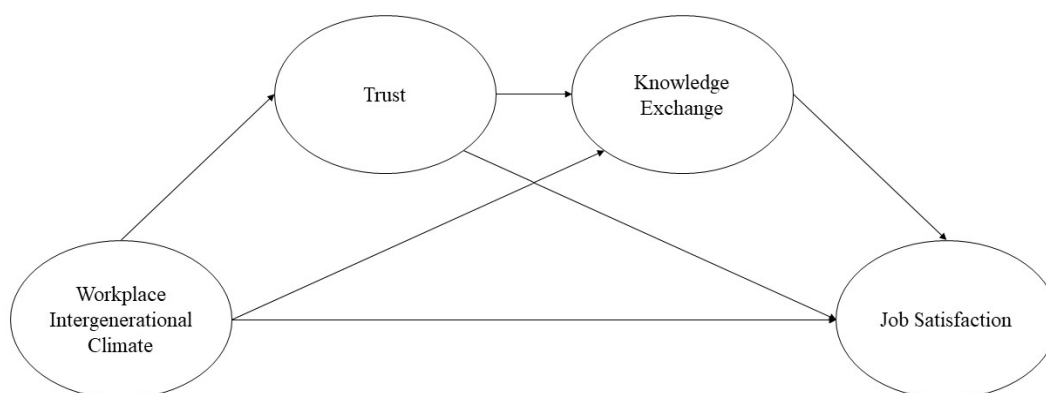 Trust
Knowledge
Exchange
Workplace
Intergenerational
Climate
Job Satisfaction